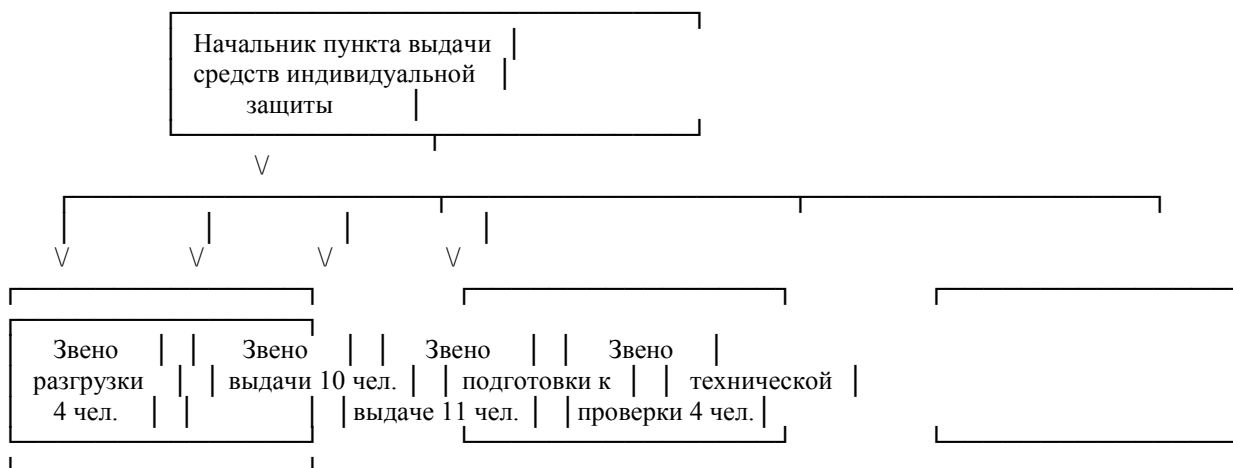 Начальник пункта выдачи
средств индивидуальной
защиты
Звено Звено Звено Звено
разгрузки выдачи 10 чел. подготовки к технической
4 чел. выдаче 11 чел. проверки 4 чел.